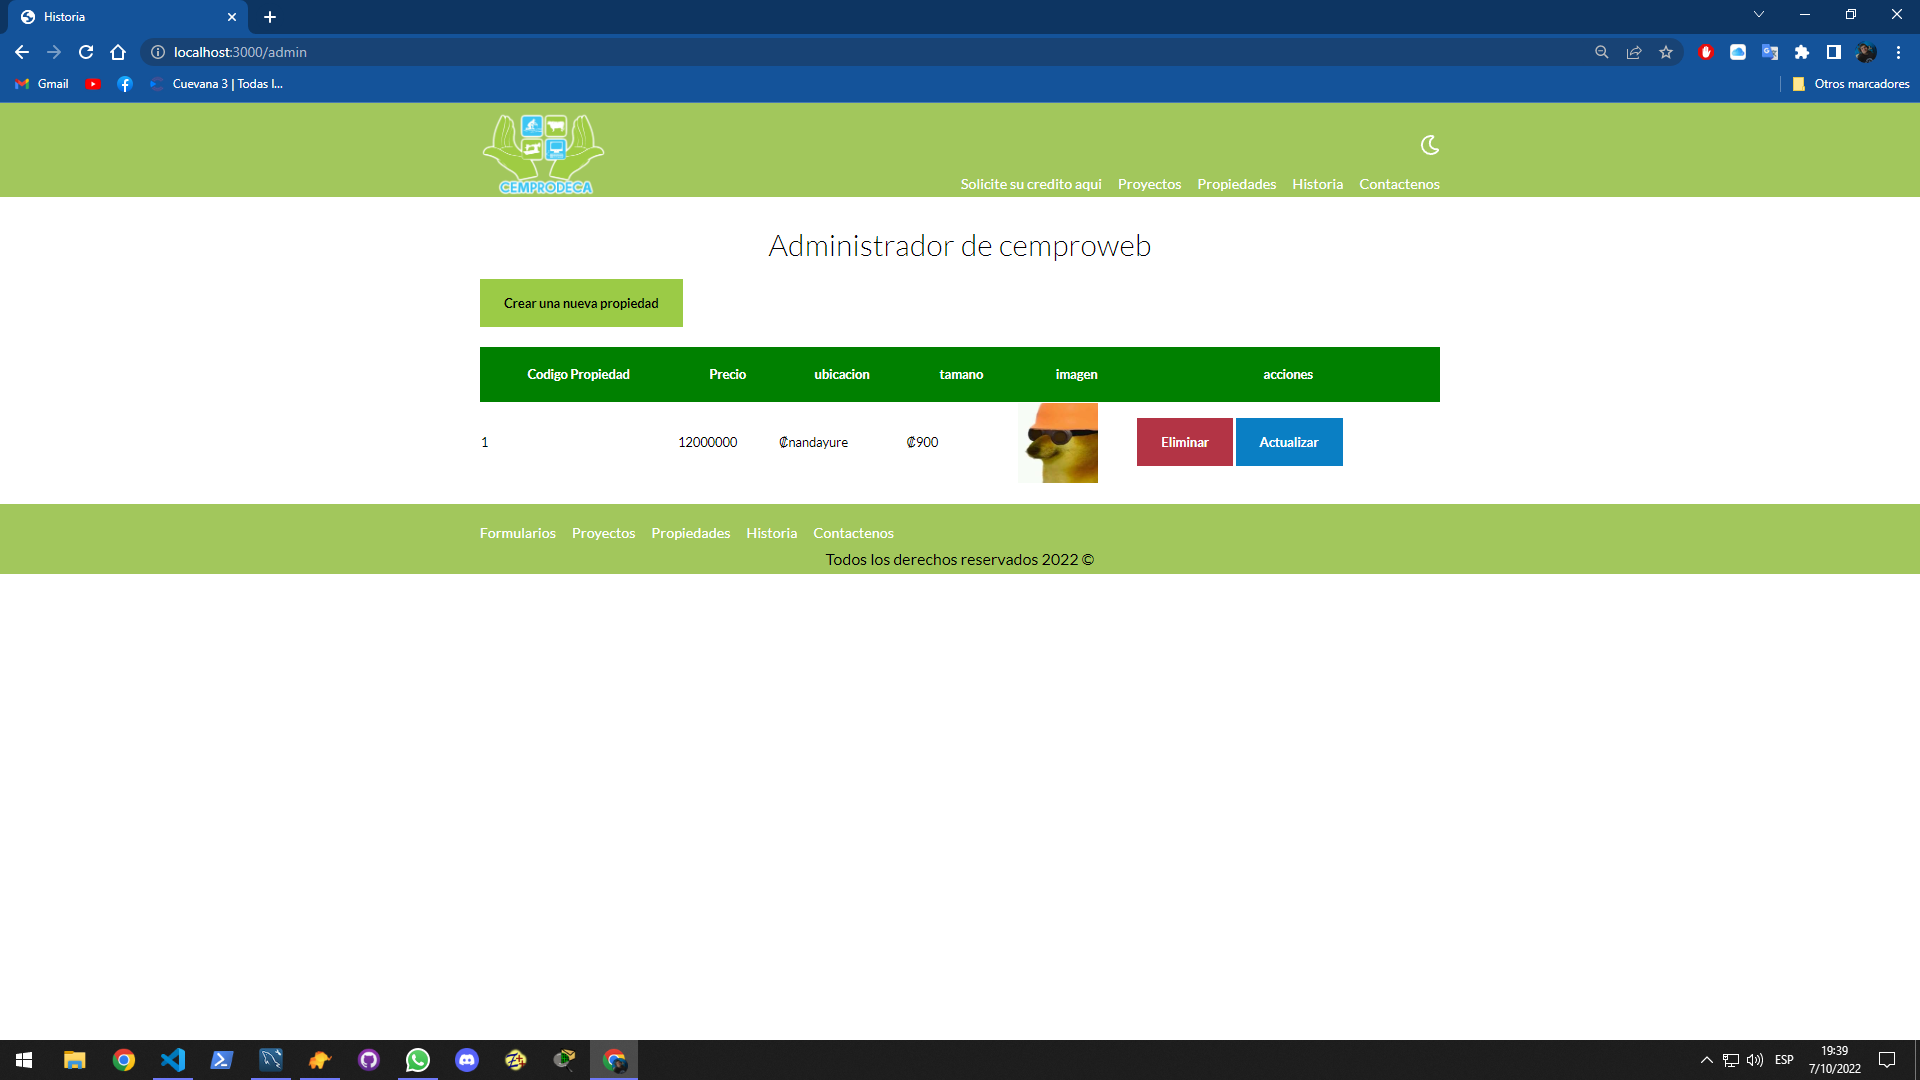 Historia
localhost:3000/admin
Gmail
Cuevana 3 | Todas l...
Otros marcadores
CEMPRODECA
Solicite su credito aqui Proyectos Propiedades Historia Contactenos
Administrador de cemproweb
Crear una nueva propiedad
Codigo Propiedad Precio ubicacion tamano imagen acciones
1 12000000 ₡nandayure ₡900 Eliminar Actualizar
Formularios Proyectos Propiedades Historia Contactenos
Todos los derechos reservados 2022 ©
ESP
19:39
7/10/2022